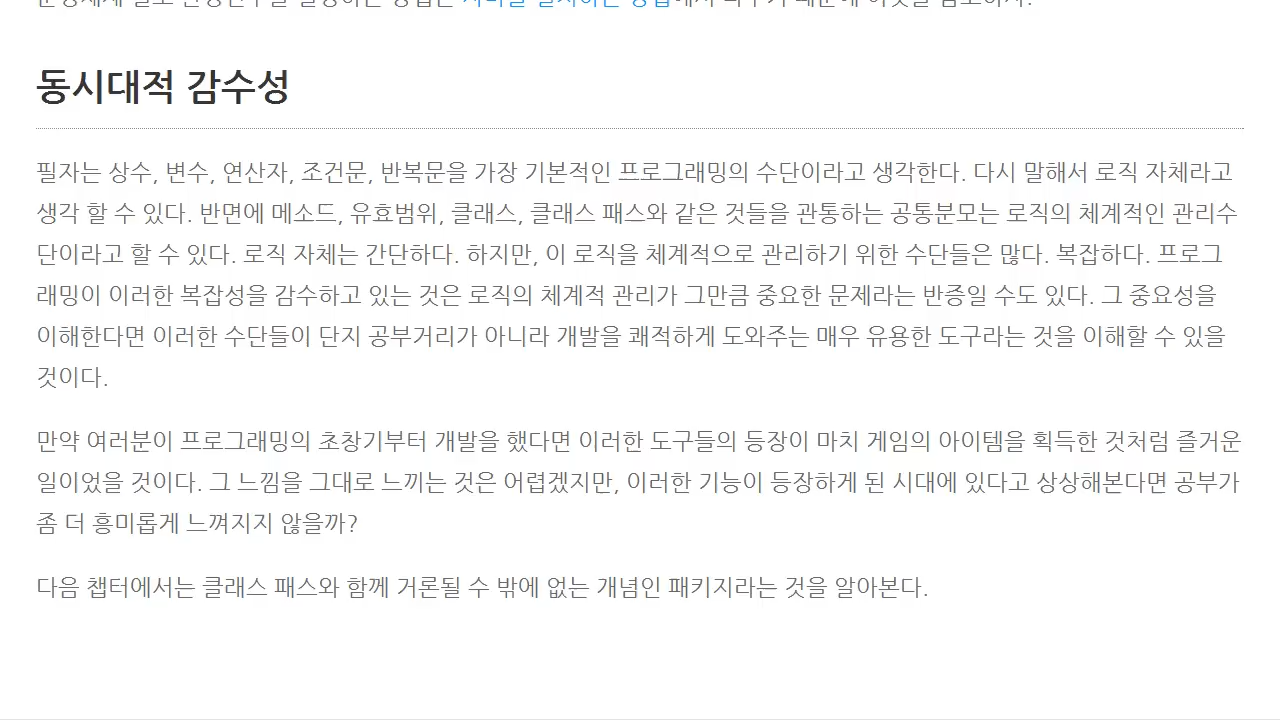 동시대적 감수성
필자는 상수, 변수, 연산자, 조건문, 반복문을 가장 기본적인 프로그래밍의 수단이라고 생각한다. 다시 말해서 로직 자체라고
생각 할 수 있다. 반면에 메소드, 유효범위, 클래스, 클래스 패스와 같은 것들을 관통하는 공통분모는 로직의 체계적인 관리수
단이라고 할 수 있다. 로직 자체는 간단하다. 하지만, 이 로직을 체계적으로 관리하기 위한 수단들은 많다. 복잡하다. 프로그
래밍이 이러한 복잡성을 감수하고 있는 것은 로직의 체계적 관리가 그만큼 중요한 문제라는 반증일 수도 있다. 그 중요성을
이해한다면 이러한 수단들이 단지 공부거리가 아니라 개발을 쾌적하게 도와주는 매우 유용한 도구라는 것을 이해할 수 있을
것이다.
만약 여러분이 프로그래밍의 초창기부터 개발을 했다면 이러한 도구들의 등장이 마치 게임의 아이템을 획득한 것처럼 즐거운
일이었을 것이다. 그 느낌을 그대로 느끼는 것은 어렵겠지만, 이러한 기능이 등장하게 된 시대에 있다고 상상해본다면 공부가
좀 더 흥미롭게 느껴지지 않을까?
다음 챕터에서는 클래스 패스와 함께 거론될 수 밖에 없는 개념인 패키지라는 것을 알아본다.